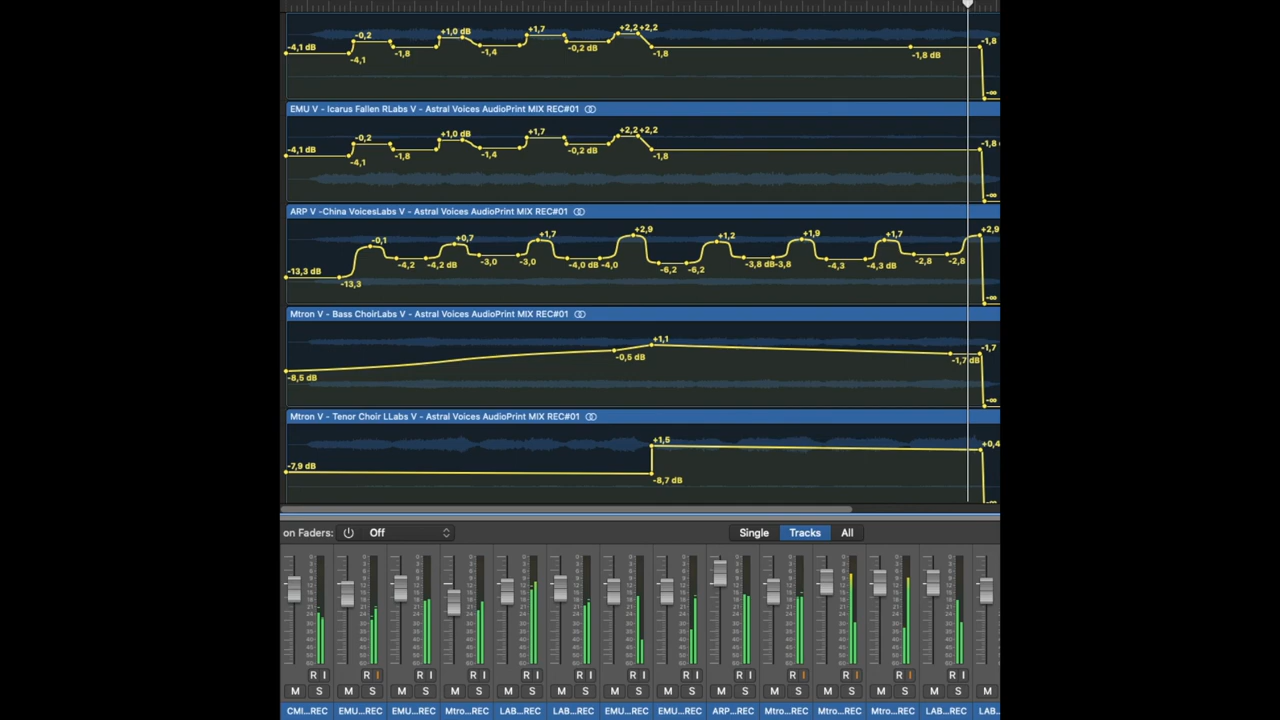 -4,1 dB -0,2 -4,1 -1,8 +1,0 dB -1,4 +1,7 -0,2 dB +2,2 +2,2 -1,8 -1,8 dB -1,8 -∞
EMU V - Icarus Fallen RLabs V - Astral Voices AudioPrint MIX REC#01
-4,1 dB -0,2 -4,1 -1,8 +1,0 dB -1,4 +1,7 -0,2 dB +2,2 +2,2 -1,8 -1,8 -∞
ARP V -China VoicesLabs V - Astral Voices AudioPrint MIX REC#01
-13,3 dB -13,3 -0,1 -4,2 -4,2 dB +0,7 -3,0 -3,0 +1,7 -4,0 dB -4,0 +2,9 -6,2 -6,2 +1,2 -3,8 dB -3,8 +1,9 -4,3 -4,3 dB +1,7 -2,8 -2,8 +2,9 -∞
Mtron V - Bass ChoirLabs V - Astral Voices AudioPrint MIX REC#01
-8,5 dB -0,5 dB +1,1 -1,7 dB -1,7 -∞
Mtron V - Tenor Choir LLabs V - Astral Voices AudioPrint MIX REC#01
-7,9 dB -8,7 dB +1,5 +0,4 -∞
on Faders: Off Single Tracks All
R I R I R I R I R I R I R I R I R I R I R I R I R I
M S M S M S M S M S M S M S M S M S M S M S M S M S M
CMI...REC EMU...REC EMU...REC Mtro...REC LAB...REC LAB...REC EMU...REC EMU...REC ARP...REC Mtro...REC Mtro...REC Mtro...REC LAB...REC LAB..